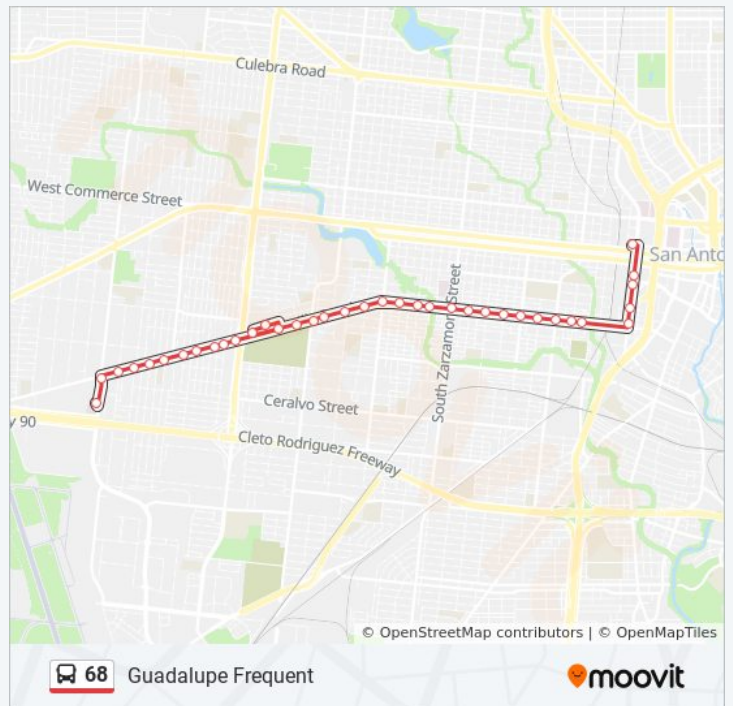 Culebra Road
West Commerce Street
San Anto
South Zarzamora Street
Ceralvo Street
y 90
Cleto Rodriguez Freeway
© OpenStreetMap contributors | © OpenMapTiles
68 Guadalupe Frequent
moovit